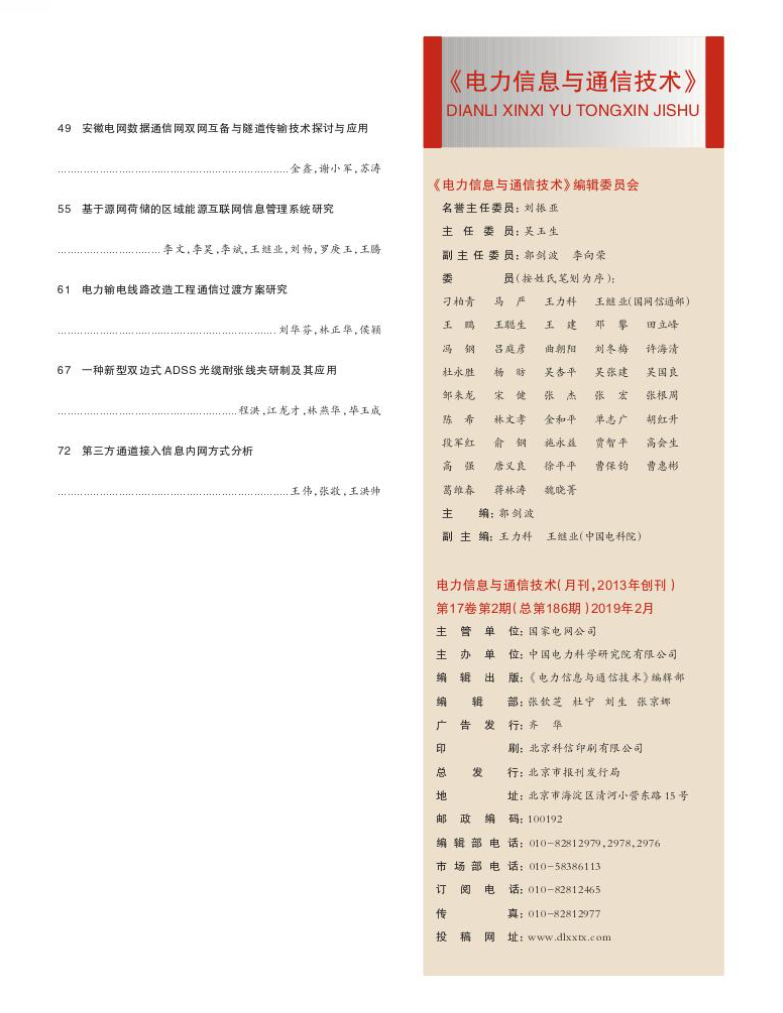 49 安徽电网数据通信网双网互备与隧道传输技术探讨与应用
........................................................................金鑫,谢小军,苏涛
55 基于源网荷储的区域能源互联网信息管理系统研究
................................李文,李昊,李斌,王继业,刘畅,罗庚玉,王腾
61 电力输电线路改造工程通信过渡方案研究
.....................................................................刘华芬,林正华,侯颖
67 一种新型双边式ADSS光缆耐张线夹研制及其应用
........................................................程洪,江龙才,林燕华,毕玉成
72 第三方通道接入信息内网方式分析
........................................................................王伟,张敏,王洪帅
《电力信息与通信技术》
DIANLI XINXI YU TONGXIN JISHU
《电力信息与通信技术》编辑委员会
名誉主任委员:刘振亚
主任委员:吴玉生
副主任委员:郭剑波 李向荣
委员(按姓氏笔划为序):
刁柏青 马严 王力科 王继业(国网信通部)
王鹏 王聪生 王建 邓攀 田立峰
冯钢 吕庭彦 曲朝阳 刘冬梅 许海清
杜永胜 杨昉 吴杏平 吴张建 吴国良
邹来龙 宋健 张杰 张宏 张根周
陈希 林文孝 金和平 单志广 胡红升
段军红 俞钢 施永益 贾智平 高会生
高强 唐义良 徐平平 曹保钧 曹惠彬
葛维春 蒋林涛 魏晓菁
主编:郭剑波
副主编:王力科 王继业(中国电科院)
电力信息与通信技术(月刊,2013年创刊)
第17卷第2期(总第186期)2019年2月
主管单位:国家电网公司
主办单位:中国电力科学研究院有限公司
编辑出版:《电力信息与通信技术》编辑部
编辑部:张钦芝 杜宁 刘生 张京娜
广告发行:齐华
印刷:北京科信印刷有限公司
总发行:北京市报刊发行局
地址:北京市海淀区清河小营东路15号
邮政编码:100192
编辑部电话:010-82812979,2978,2976
市场部电话:010-58386113
订阅电话:010-82812465
传真:010-82812977
投稿网址:www.dlxxtx.com